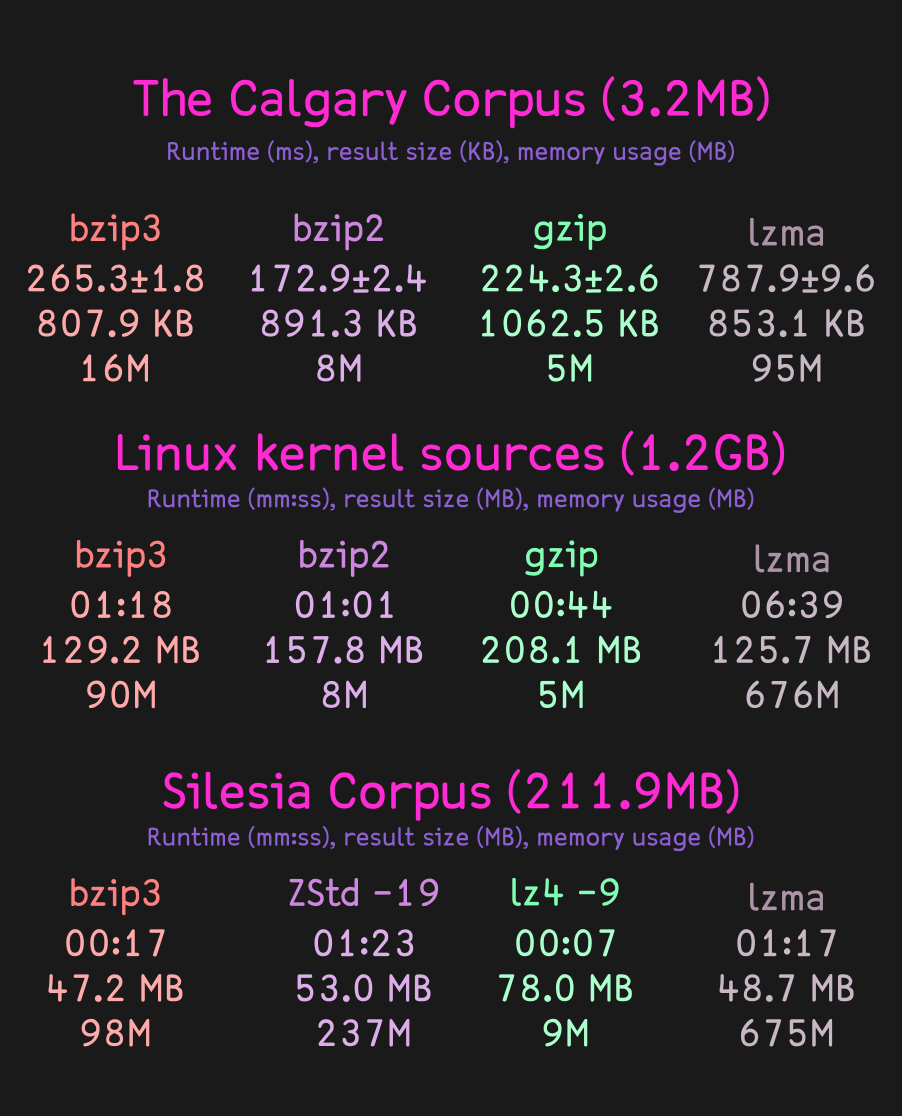 The Calgary Corpus (3.2MB)
Runtime (ms), result size (KB), memory usage (MB)
bzip3 bzip2 gzip lzma
265.3±1.8 172.9±2.4 224.3±2.6 787.9±9.6
807.9 KB 891.3 KB 1062.5 KB 853.1 KB
16M 8M 5M 95M
Linux kernel sources (1.2GB)
Runtime (mm:ss), result size (MB), memory usage (MB)
bzip3 bzip2 gzip lzma
01:18 01:01 00:44 06:39
129.2 MB 157.8 MB 208.1 MB 125.7 MB
90M 8M 5M 676M
Silesia Corpus (211.9MB)
Runtime (mm:ss), result size (MB), memory usage (MB)
bzip3 ZStd -19 lz4 -9 lzma
00:17 01:23 00:07 01:17
47.2 MB 53.0 MB 78.0 MB 48.7 MB
98M 237M 9M 675M